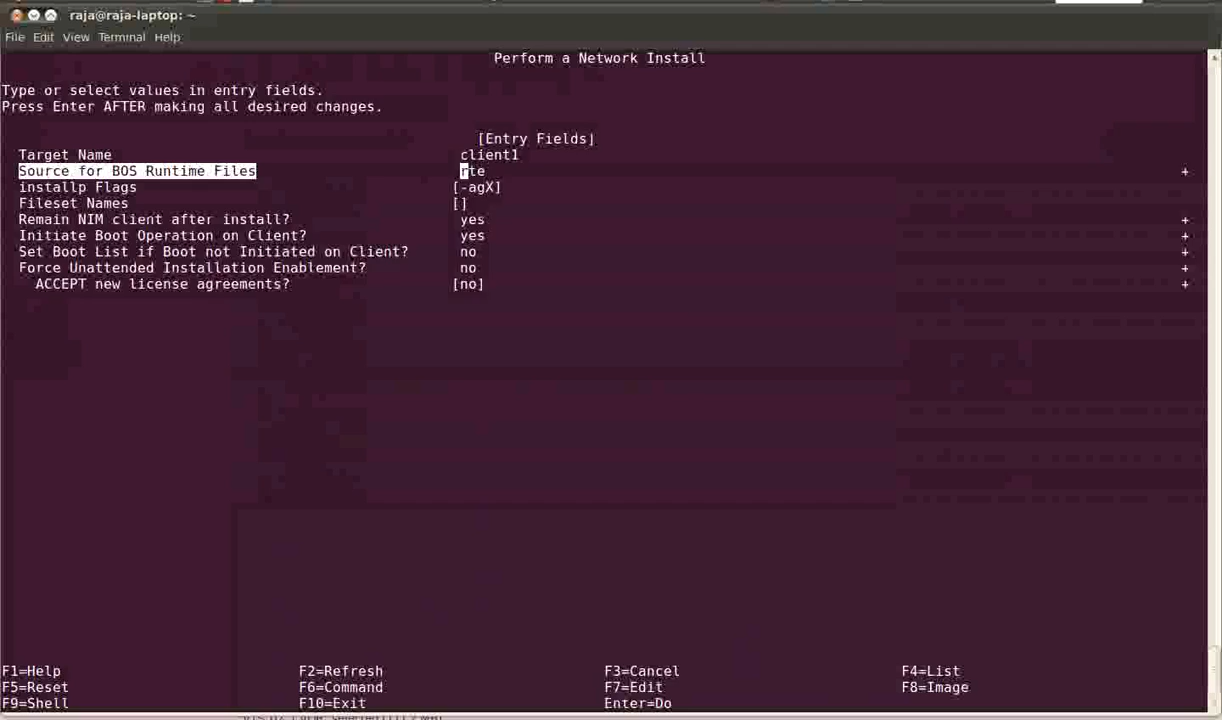 raja@raja-laptop: ~
File Edit View Terminal Help
Perform a Network Install
Type or select values in entry fields.
Press Enter AFTER making all desired changes.
[Entry Fields]
Target Name client1
Source for BOS Runtime Files rte +
installp Flags [-agX]
Fileset Names []
Remain NIM client after install? yes +
Initiate Boot Operation on Client? yes +
Set Boot List if Boot not Initiated on Client? no +
Force Unattended Installation Enablement? no +
ACCEPT new license agreements? [no] +
F1=Help F2=Refresh F3=Cancel F4=List
F5=Reset F6=Command F7=Edit F8=Image
F9=Shell F10=Exit Enter=Do